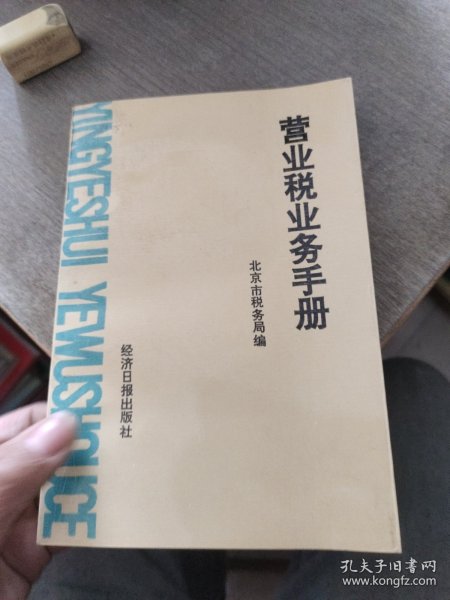 营业税业务手册
北京市税务局编
经济日报出版社
YINGYESHUI YEWUSHOUCE
孔夫子旧书网
www.kongfz.com